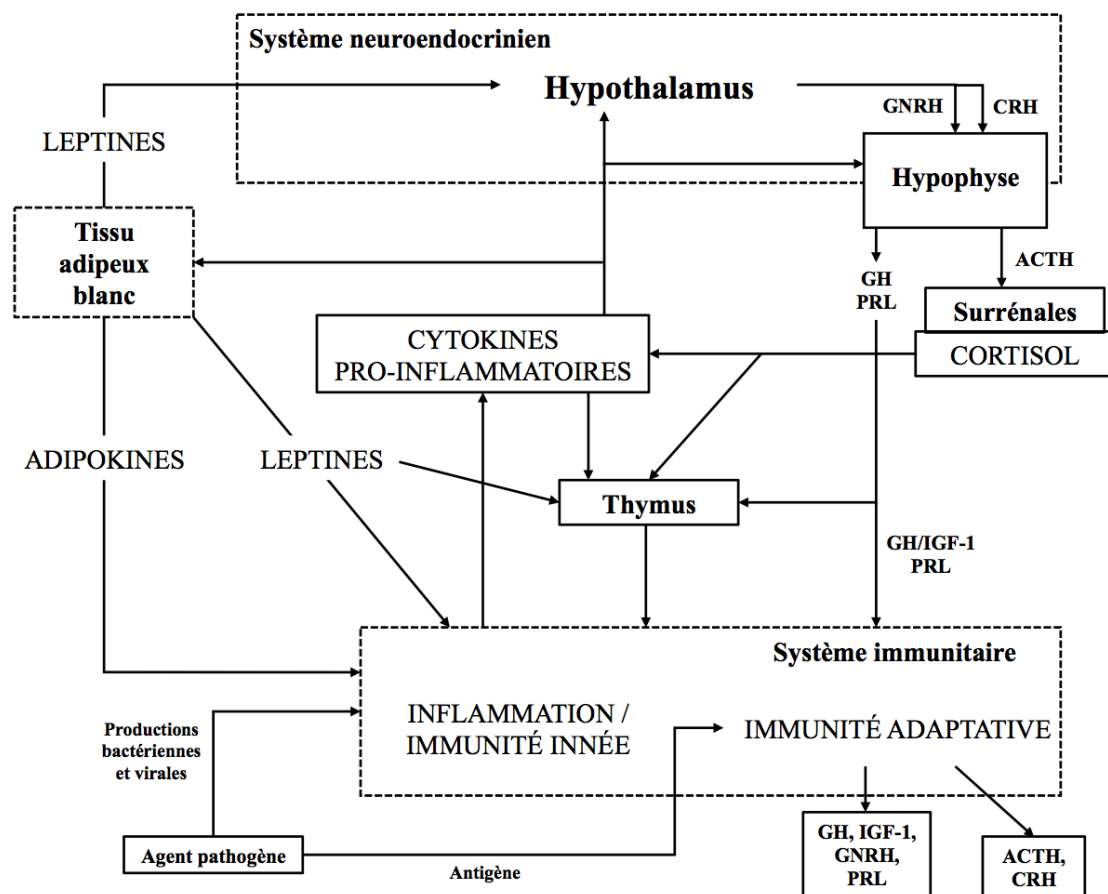 Système neuroendocrinien
Hypothalamus
GNRH
CRH
LEPTINES
Hypophyse
Tissu
adipeux
blanc
ACTH
GH
PRL
Surrénales
CORTISOL
CYTOKINES
PRO-INFLAMMATOIRES
ADIPOKINES
LEPTINES
Thymus
GH/IGF-1
PRL
Système immunitaire
INFLAMMATION /
IMMUNITÉ INNÉE
IMMUNITÉ ADAPTATIVE
Productions
bactériennes
et virales
Agent pathogène
Antigène
GH, IGF-1,
GNRH,
PRL
ACTH,
CRH